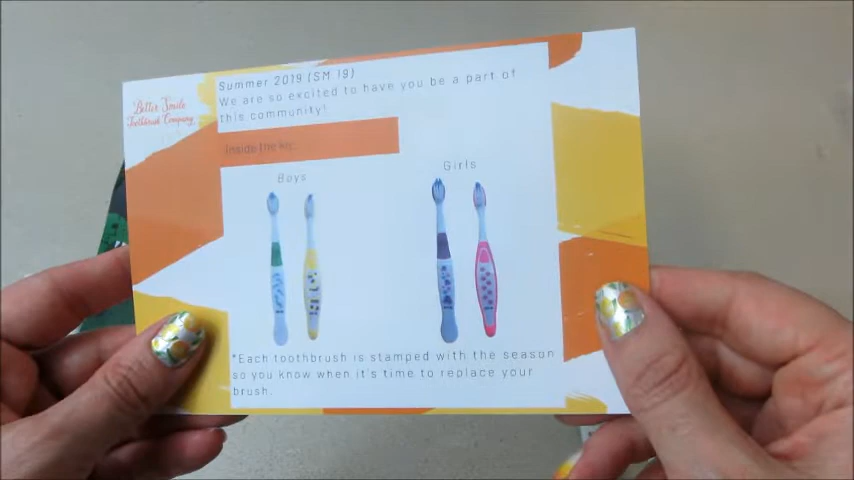 Better Smile
Toothbrush Company
Summer 2019 (SM 19)
We are so excited to have you be a part of
this community!
Inside the kit:
Boys
Girls
*Each toothbrush is stamped with the season
so you know when it's time to replace your
brush.